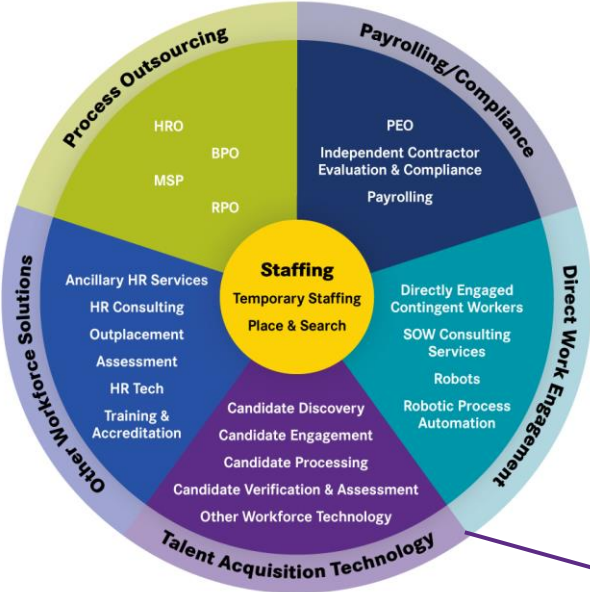 Process Outsourcing
HRO
BPO
MSP
RPO
Payrolling/Compliance
PEO
Independent Contractor
Evaluation & Compliance
Payrolling
Staffing
Temporary Staffing
Place & Search
Direct Work Engagement
Directly Engaged
Contingent Workers
SOW Consulting
Services
Robots
Robotic Process
Automation
Other Workforce Solutions
Ancillary HR Services
HR Consulting
Outplacement
Assessment
HR Tech
Training &
Accreditation
Candidate Discovery
Candidate Engagement
Candidate Processing
Candidate Verification & Assessment
Other Workforce Technology
Talent Acquisition Technology